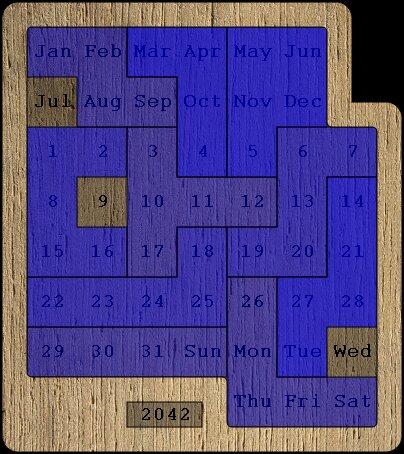 Jan Feb Mar Apr May Jun
Jul Aug Sep Oct Nov Dec
1 2 3 4 5 6 7
8 9 10 11 12 13 14
15 16 17 18 19 20 21
22 23 24 25 26 27 28
29 30 31 Sun Mon Tue Wed
Thu Fri Sat
2042